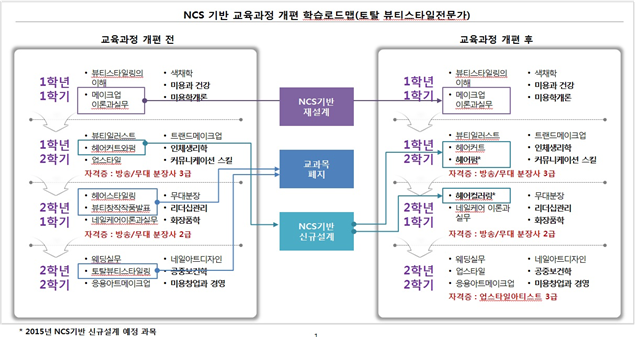 NCS 기반 교육과정 개편 학습로드맵(토탈 뷰티스타일전문가)
교육과정 개편 전
1학년
1학기
• 뷰티스타일링의
이해
• 메이크업
이론과실무
• 색채학
• 미용과 건강
• 미용학개론
1학년
2학기
• 뷰티일러스트
• 헤어커트와펌
• 업스타일
• 트랜드메이크업
• 인체생리학
• 커뮤니케이션 스킬
자격증 : 방송/무대 분장사 3급
2학년
1학기
• 헤어스타일링
• 뷰티창작작품발표
• 네일케어이론과실무
• 무대분장
• 리더십관리
• 화장품학
자격증 : 방송/무대 분장사 2급
2학년
2학기
• 웨딩실무
• 토탈뷰티스타일링
• 응용아트메이크업
• 네일아트디자인
• 공중보건학
• 미용창업과 경영
NCS기반
재설계
교과목
폐지
NCS기반
신규설계
교육과정 개편 후
1학년
1학기
• 뷰티스타일링의
이해
• 메이크업
이론과실무
• 색채학
• 미용과 건강
• 미용학개론
1학년
2학기
• 뷰티일러스트
• 헤어커트
• 헤어펌*
• 트랜드메이크업
• 인체생리학
• 커뮤니케이션 스킬
자격증 : 방송/무대 분장사 3급
2학년
1학기
• 헤어컬러링*
• 네일케어 이론과
실무
• 무대분장
• 리더십관리
• 화장품학
자격증 : 방송/무대 분장사 2급
2학년
2학기
• 웨딩실무
• 업스타일
• 응용아트메이크업
• 네일아트디자인
• 공중보건학
• 미용창업과 경영
자격증 : 업스타일아티스트 3급
* 2015년 NCS기반 신규설계 예정 과목
1